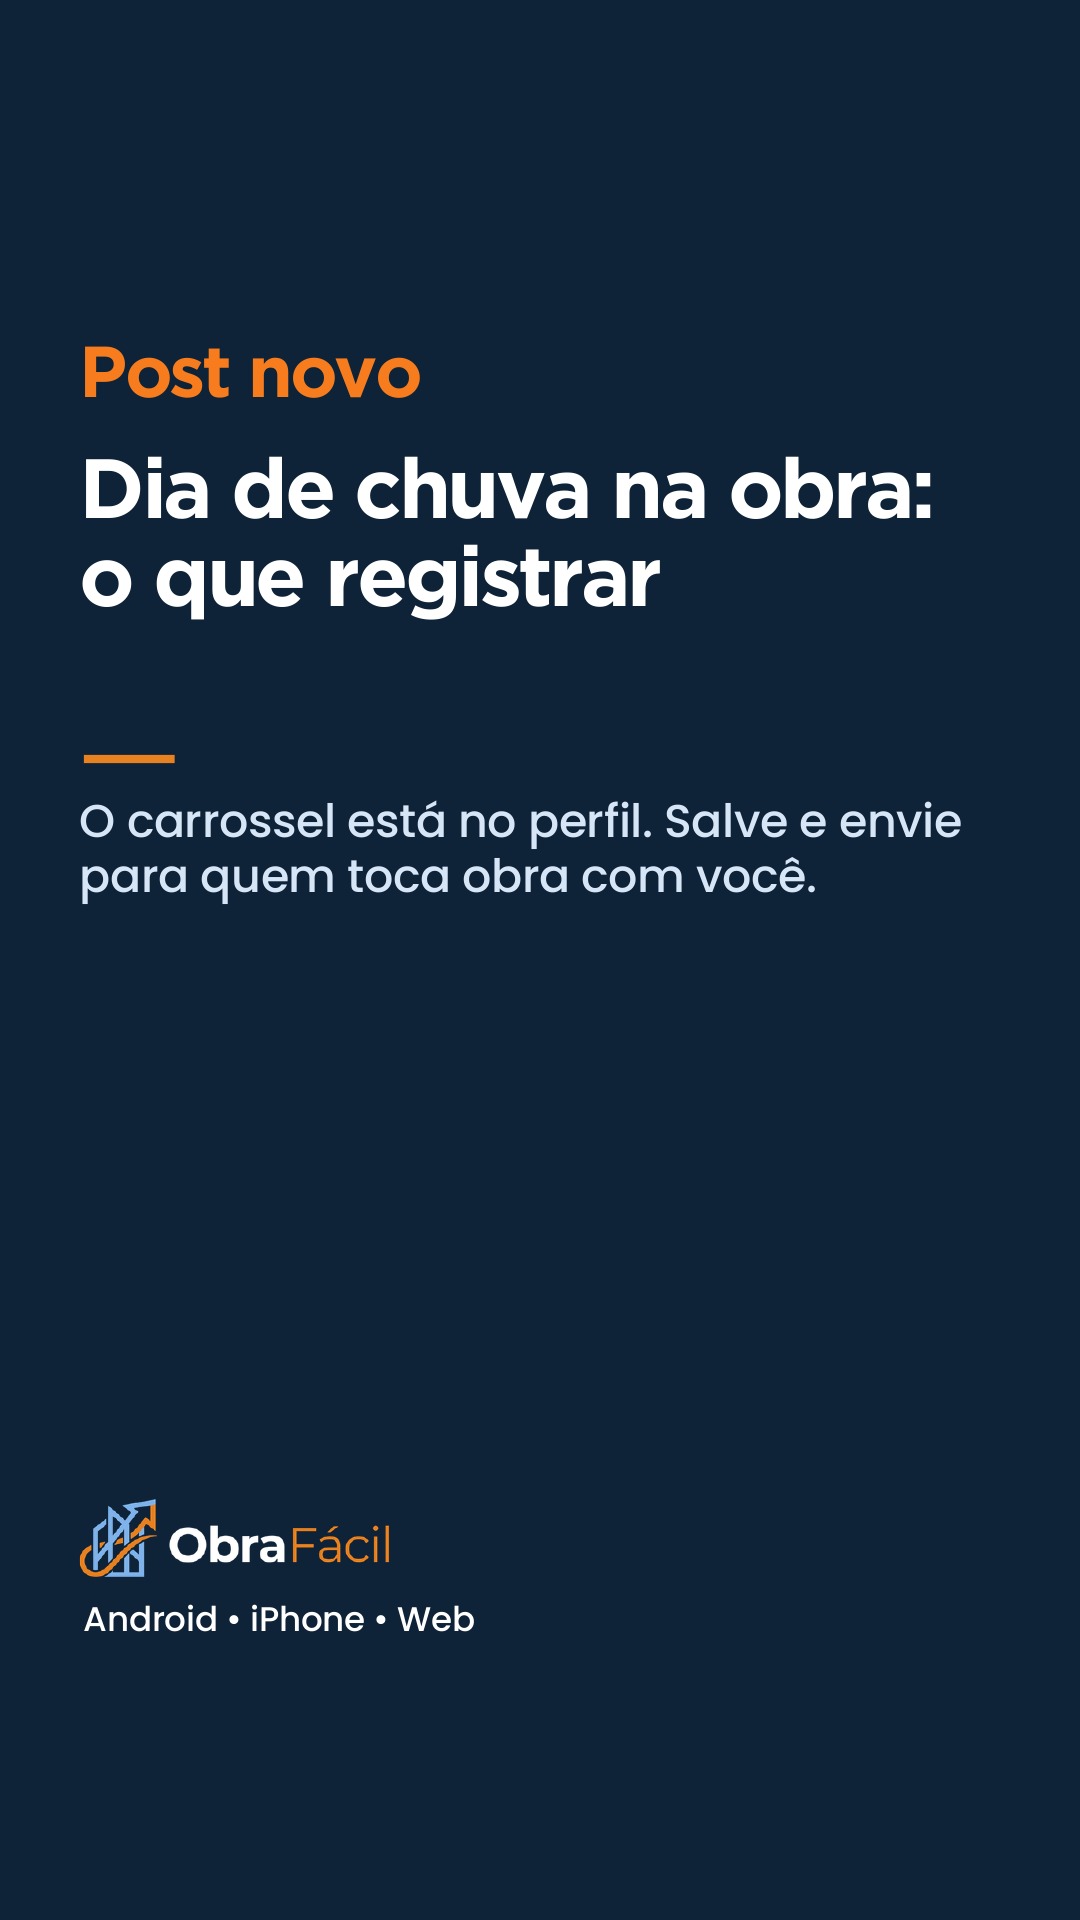 Post novo
Dia de chuva na obra:
o que registrar
O carrossel está no perfil. Salve e envie
para quem toca obra com você.
ObraFácil
Android • iPhone • Web